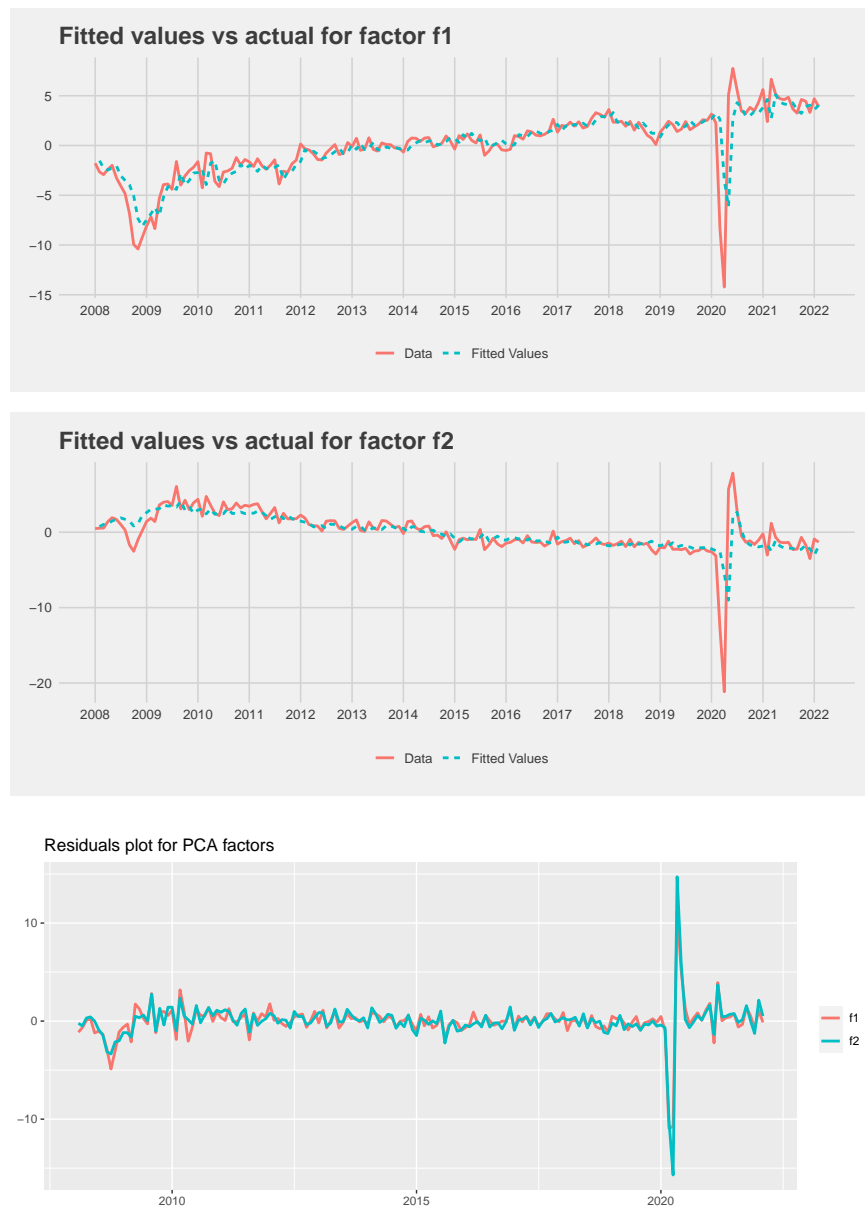 Fitted values vs actual for factor f1
5
0
−5
−10
−15
2008 2009 2010 2011 2012 2013 2014 2015 2016 2017 2018 2019 2020 2021 2022
Data Fitted Values
Fitted values vs actual for factor f2
0
−10
−20
2008 2009 2010 2011 2012 2013 2014 2015 2016 2017 2018 2019 2020 2021 2022
Data Fitted Values
Residuals plot for PCA factors
10
0
−10
2010 2015 2020
f1
f2